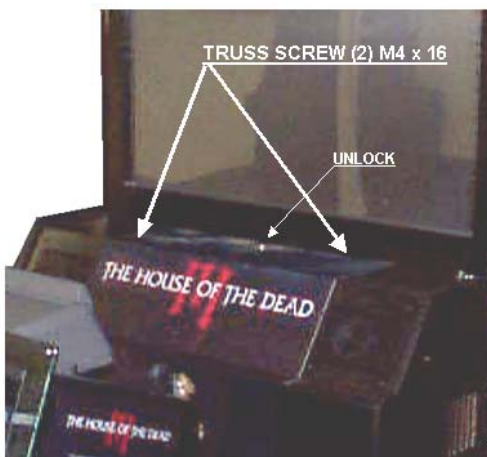 TRUSS SCREW (2) M4 x 16
UNLOCK
THE HOUSE OF THE DEAD
III
THE HOUSE OF THE DEAD
III